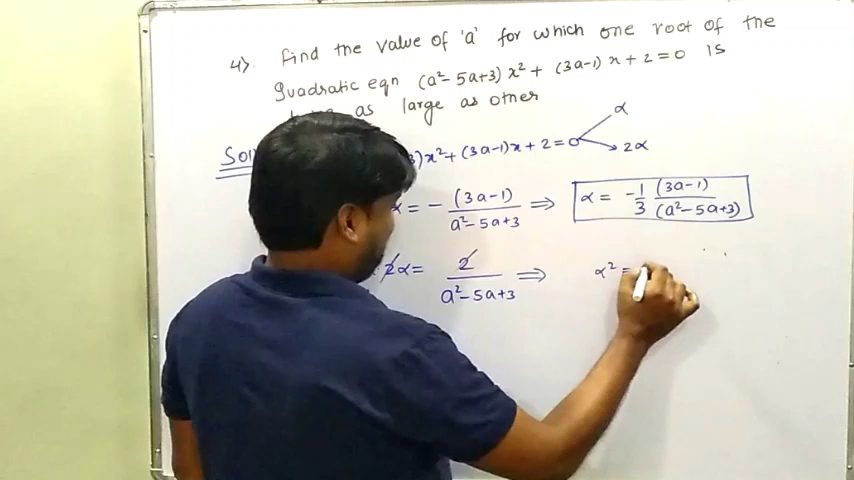 4). Find the value of 'a' for which one root of the
quadratic eqn (a²-5a+3)x² + (3a-1)x + 2 = 0 is
as large as other
Soln 3)x² + (3a-1)x + 2 = 0 α
2α
α = - (3a-1)/(a²-5a+3) ⟹ α = -1/3 (3a-1)/(a²-5a+3)
2α = 2/(a²-5a+3) ⟹ α² =